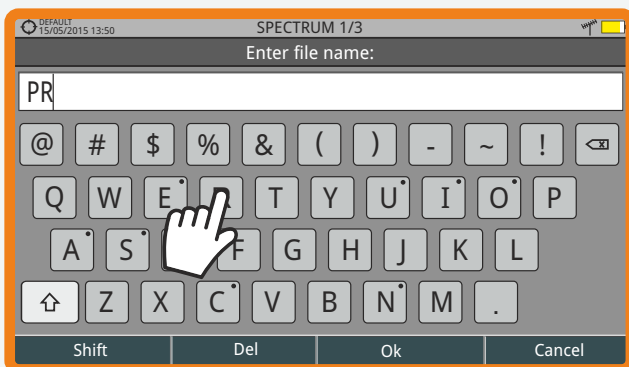 DEFAULT
15/05/2015 13:50 SPECTRUM 1/3
Enter file name:
PR
@ # $ % & ( ) - ~ !
Q W E T Y U I O P
A S F G H J K L
Z X C V B N M .
Shift Del Ok Cancel